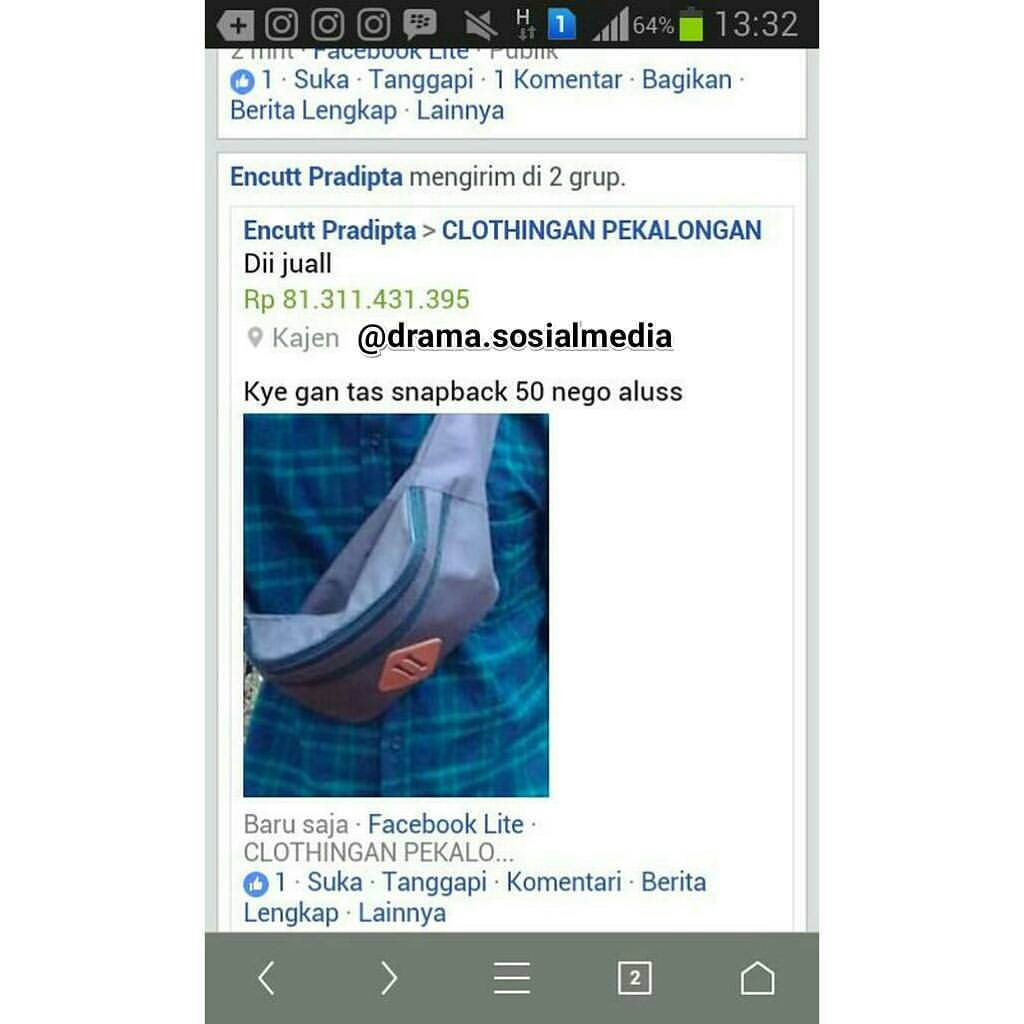 H 1 64% 13:32
2 mnt · Facebook Lite · Publik
1 · Suka · Tanggapi · 1 Komentar · Bagikan ·
Berita Lengkap · Lainnya
Encutt Pradipta mengirim di 2 grup.
Encutt Pradipta > CLOTHINGAN PEKALONGAN
Dii juall
Rp 81.311.431.395
Kajen @drama.sosialmedia
Kye gan tas snapback 50 nego aluss
Baru saja · Facebook Lite ·
CLOTHINGAN PEKALO...
1 · Suka · Tanggapi · Komentari · Berita
Lengkap · Lainnya
2